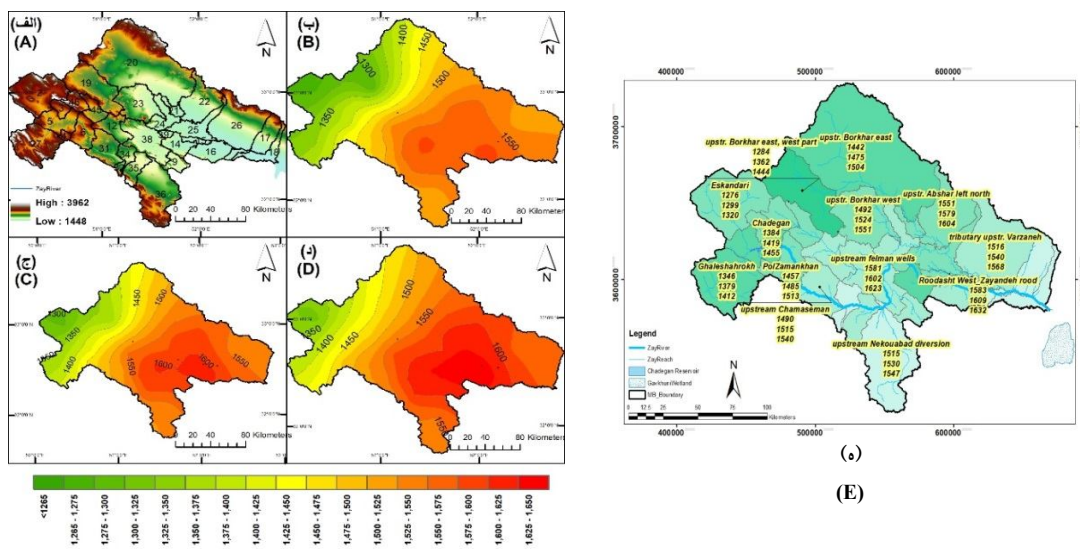 (الف)
(A)
N
20
19
23
22
21
24
25
26
17
38
14
16
18
31
35
ZayRiver
High : 3962
Low : 1448
0 20 40 80
Kilometers
(ب)
(B)
N
1400
1450
1300
1500
1350
1550
0 20 40 80
Kilometers
(ج)
(C)
N
1450
1500
1300
1350
1400
1550
1600
1600
1550
0 20 40 80
Kilometers
(د)
(D)
N
1500
1550
1350
1400
1450
1600
1550
0 20 40 80
Kilometers
<1265
1,265 - 1,275
1,275 - 1,300
1,300 - 1,325
1,325 - 1,350
1,350 - 1,375
1,375 - 1,400
1,400 - 1,425
1,425 - 1,450
1,450 - 1,475
1,475 - 1,500
1,500 - 1,525
1,525 - 1,550
1,550 - 1,575
1,575 - 1,600
1,600 - 1,625
1,625 - 1,650
400000 500000 600000
3700000
3600000
upstr. Borkhar east
1442
1475
1504
upstr. Borkhar east, west part
1284
1362
1444
Eskandari
1276
1299
1320
upstr. Borkhar west
1492
1524
1551
upstr. Abshar left north
1551
1579
1604
Chadegan
1384
1419
1455
tributary upstr. Varzaneh
1516
1540
1568
Ghaleshahrokh
1346
1379
1412
PolZamankhan
1457
1485
1513
upstream felman wells
1581
1602
1623
Roodasht West_Zayandeh rood
1583
1609
1632
upstream Chamaseman
1490
1515
1540
upstream Nekouabad diversion
1515
1530
1547
Legend
ZayRiver
ZayReach
Chadegan Reservoir
Gavkhuni Wetland
MB_Boundary
N
0 12.5 25 50 75 100
Kilometers
400000 500000 600000
(ه)
(E)